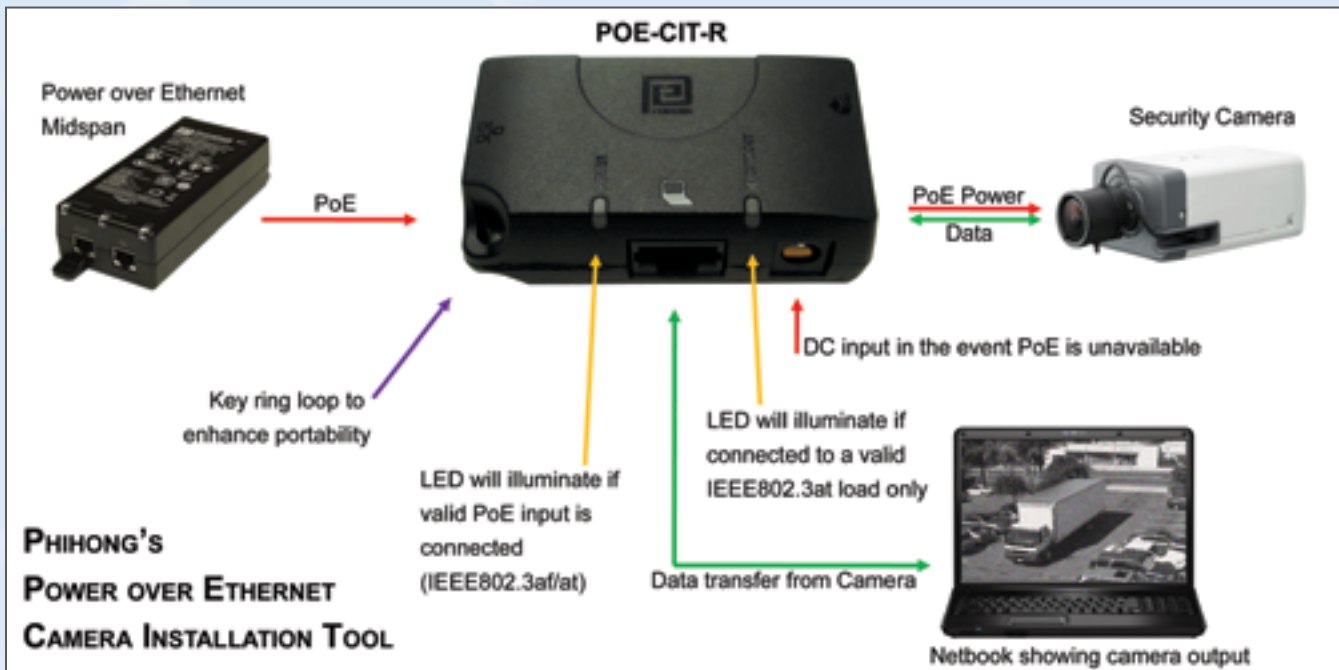 POE-CIT-R
Power over Ethernet
Midspan
Security Camera
PoE
PoE Power
Data
DC input in the event PoE is unavailable
Key ring loop to
enhance portability
LED will illuminate if
connected to a valid
IEEE802.3at load only
LED will illuminate if
valid PoE input is
connected
(IEEE802.3af/at)
Data transfer from Camera
PHIHONG'S
POWER OVER ETHERNET
CAMERA INSTALLATION TOOL
Netbook showing camera output